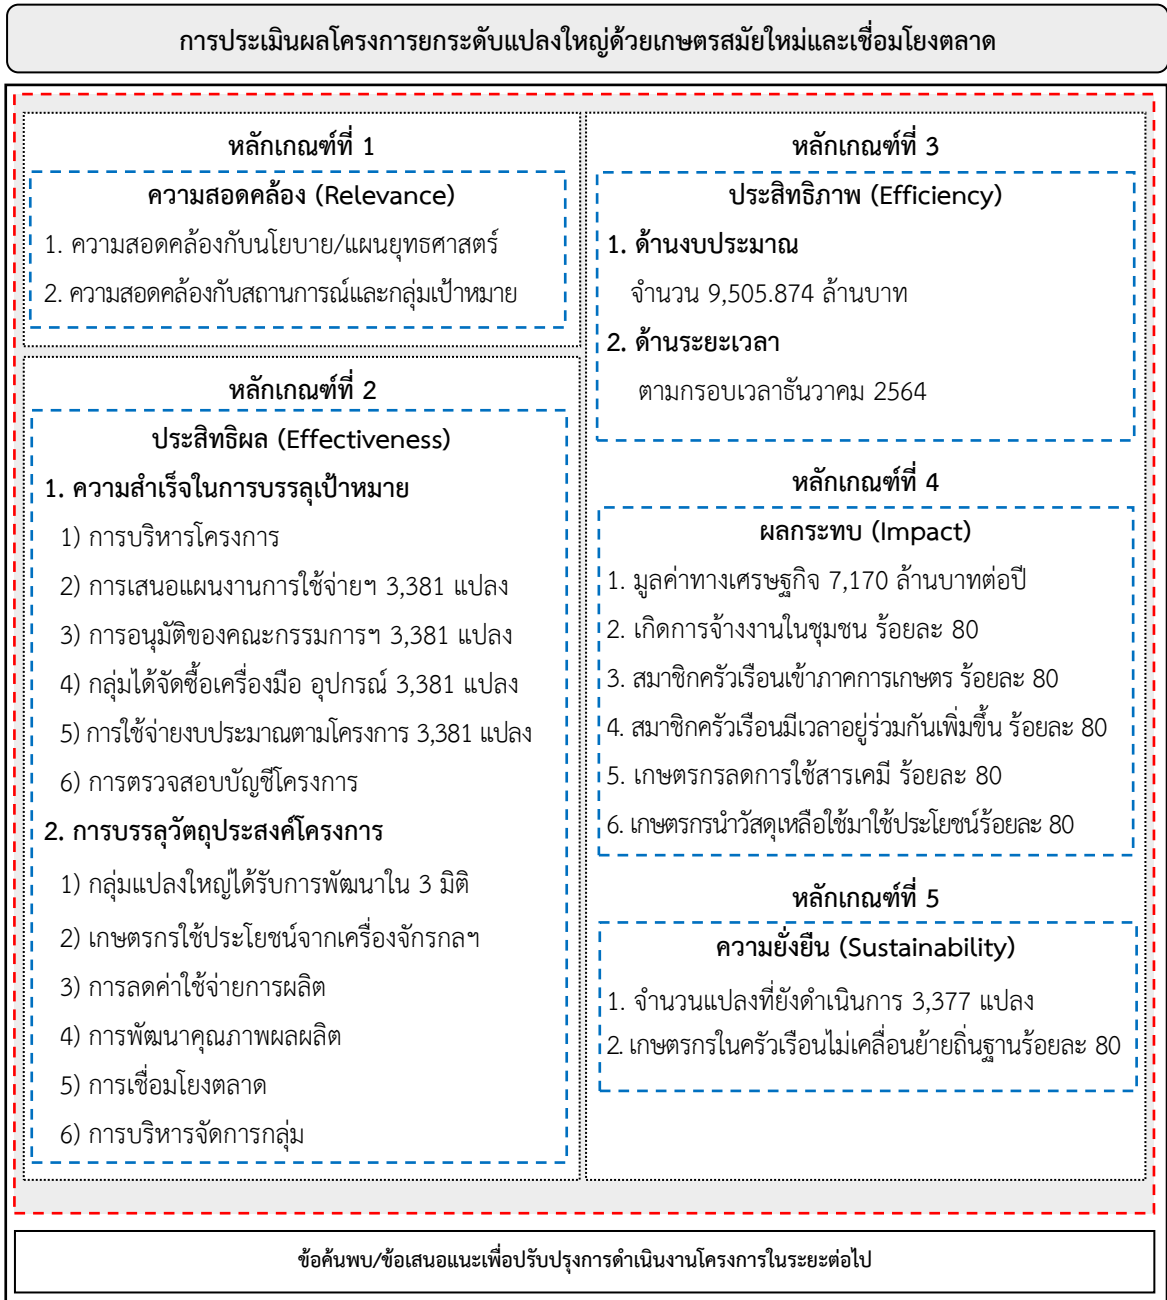 การประเมินผลโครงการยกระดับแปลงใหญ่ด้วยเกษตรสมัยใหม่และเชื่อมโยงตลาด
หลักเกณฑ์ที่ 1
ความสอดคล้อง (Relevance)
1. ความสอดคล้องกับนโยบาย/แผนยุทธศาสตร์
2. ความสอดคล้องกับสถานการณ์และกลุ่มเป้าหมาย
หลักเกณฑ์ที่ 2
ประสิทธิผล (Effectiveness)
1. ความสำเร็จในการบรรลุเป้าหมาย
1) การบริหารโครงการ
2) การเสนอแผนงานการใช้จ่ายฯ 3,381 แปลง
3) การอนุมัติของคณะกรรมการฯ 3,381 แปลง
4) กลุ่มได้จัดซื้อเครื่องมือ อุปกรณ์ 3,381 แปลง
5) การใช้จ่ายงบประมาณตามโครงการ 3,381 แปลง
6) การตรวจสอบบัญชีโครงการ
2. การบรรลุวัตถุประสงค์โครงการ
1) กลุ่มแปลงใหญ่ได้รับการพัฒนาใน 3 มิติ
2) เกษตรกรใช้ประโยชน์จากเครื่องจักรกลฯ
3) การลดค่าใช้จ่ายการผลิต
4) การพัฒนาคุณภาพผลผลิต
5) การเชื่อมโยงตลาด
6) การบริหารจัดการกลุ่ม
หลักเกณฑ์ที่ 3
ประสิทธิภาพ (Efficiency)
1. ด้านงบประมาณ
จำนวน 9,505.874 ล้านบาท
2. ด้านระยะเวลา
ตามกรอบเวลาธันวาคม 2564
หลักเกณฑ์ที่ 4
ผลกระทบ (Impact)
1. มูลค่าทางเศรษฐกิจ 7,170 ล้านบาทต่อปี
2. เกิดการจ้างงานในชุมชน ร้อยละ 80
3. สมาชิกครัวเรือนเข้าภาคการเกษตร ร้อยละ 80
4. สมาชิกครัวเรือนมีเวลาอยู่ร่วมกันเพิ่มขึ้น ร้อยละ 80
5. เกษตรกรลดการใช้สารเคมี ร้อยละ 80
6. เกษตรกรนำวัสดุเหลือใช้มาใช้ประโยชน์ร้อยละ 80
หลักเกณฑ์ที่ 5
ความยั่งยืน (Sustainability)
1. จำนวนแปลงที่ยังดำเนินการ 3,377 แปลง
2. เกษตรกรในครัวเรือนไม่เคลื่อนย้ายถิ่นฐานร้อยละ 80
ข้อค้นพบ/ข้อเสนอแนะเพื่อปรับปรุงการดำเนินงานโครงการในระยะต่อไป